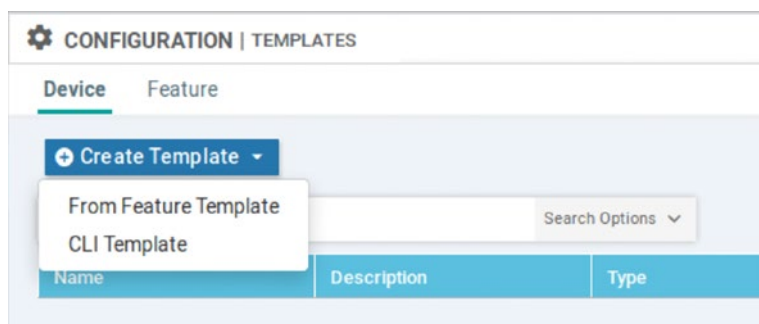 CONFIGURATION | TEMPLATES
Device Feature
Create Template
From Feature Template
Search Options
CLI Template
Name Description Type